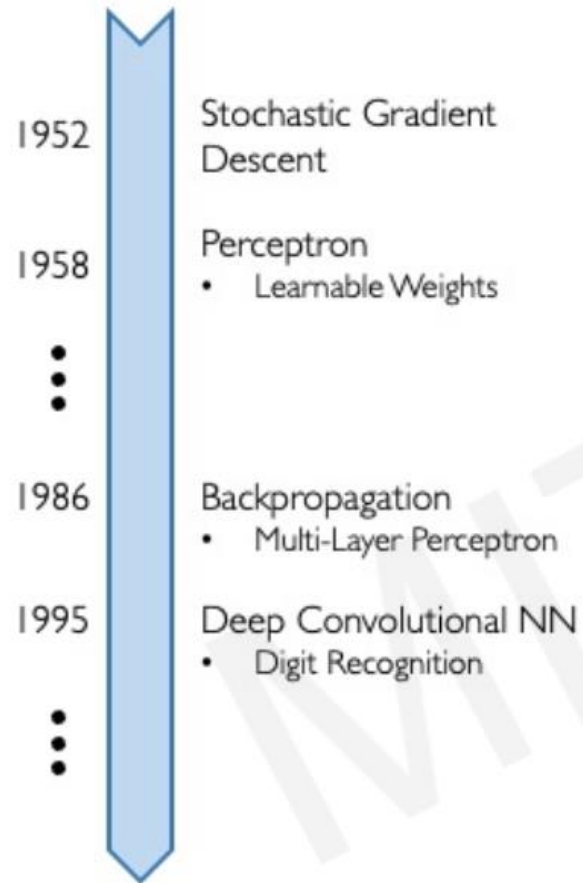 1952
Stochastic Gradient
Descent
1958
Perceptron
• Learnable Weights
1986
Backpropagation
• Multi-Layer Perceptron
1995
Deep Convolutional NN
• Digit Recognition